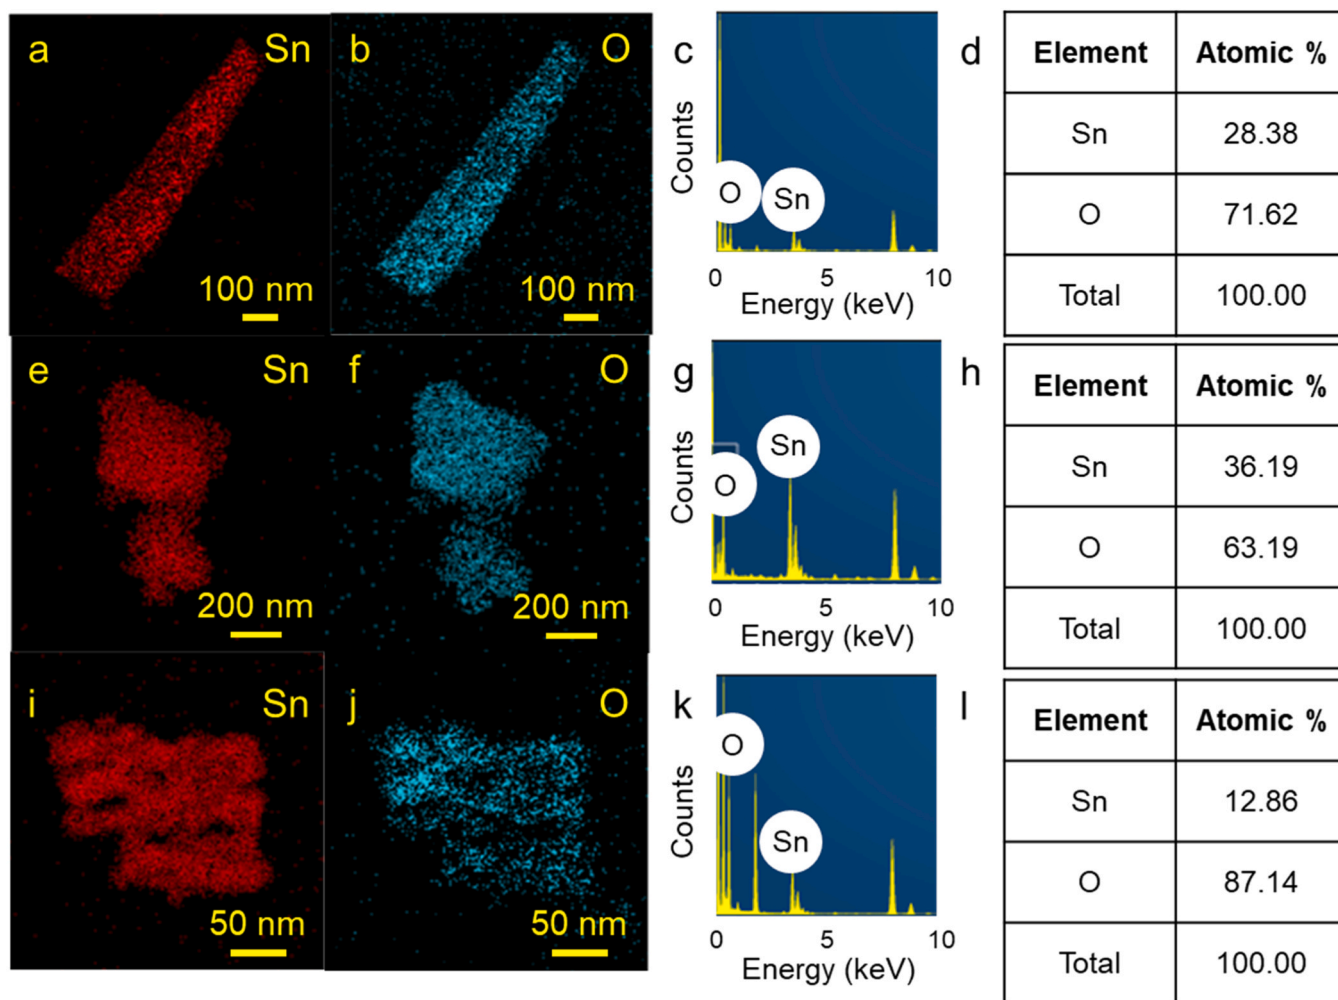 a Sn
b O
100 nm
100 nm
c
Counts
O
Sn
0 5 10
Energy (keV)
d
Element Atomic %
Sn 28.38
O 71.62
Total 100.00
e Sn
f O
200 nm
200 nm
g
Counts
O
Sn
0 5 10
Energy (keV)
h
Element Atomic %
Sn 36.19
O 63.19
Total 100.00
i Sn
j O
50 nm
50 nm
k
Counts
O
Sn
0 5 10
Energy (keV)
l
Element Atomic %
Sn 12.86
O 87.14
Total 100.00